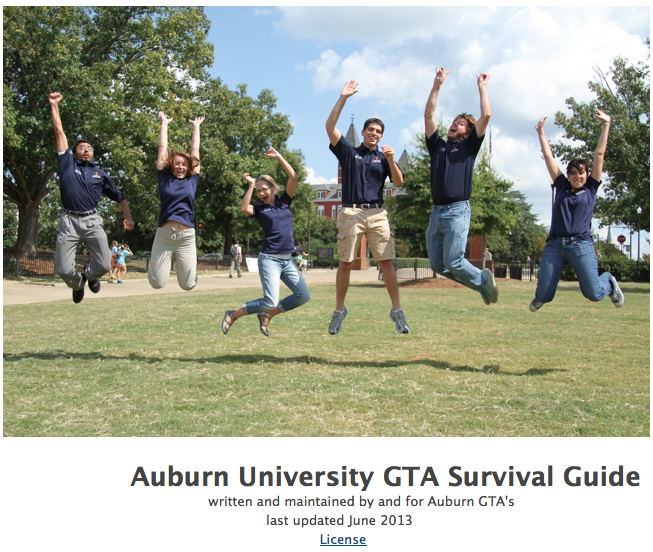 Auburn University GTA Survival Guide
written and maintained by and for Auburn GTA's
last updated June 2013
License